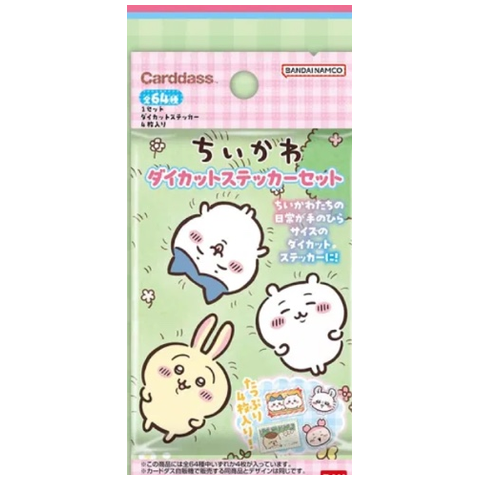 Carddass™
BANDAI NAMCO
全64種
1セット
ダイカットステッカー
4枚入り
ちいかわ
ダイカットステッカーセット
ちいかわたちの
日常が手のひら
サイズの
ダイカット
ステッカーに!
たっぷり
4枚入り!
※この商品には全64種中いずれか4枚が入っています。
※カードダス自販機で販売する同商品とデザインは同じです。